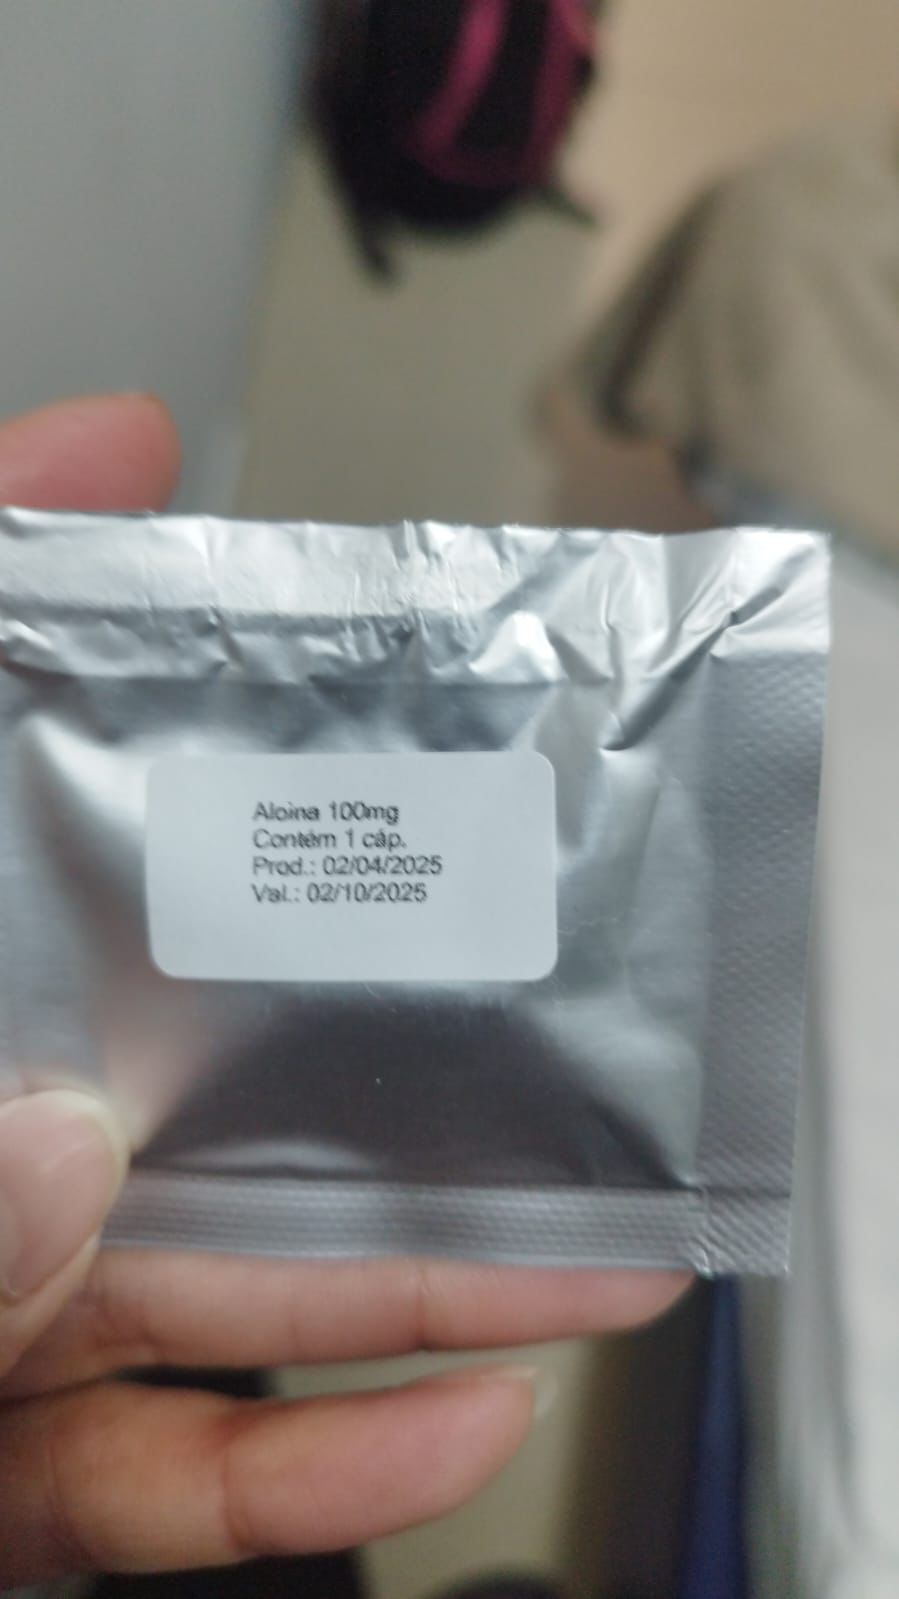 Aloina 100mg
Contém 1 cáp.
Prod.: 02/04/2025
Val.: 02/10/2025